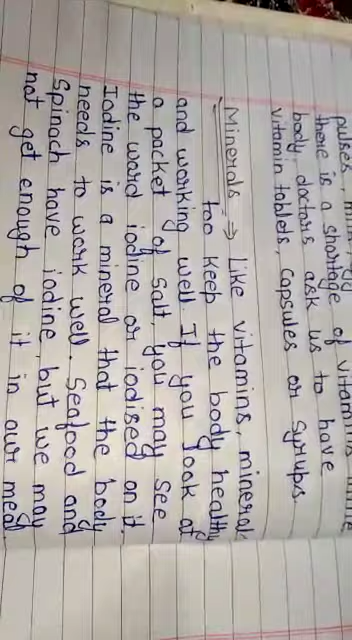 there is a shortage of vitamins
body, doctors ask us to have
vitamin tablets, capsules or syrups.
Minerals ⇒ Like vitamins, mineral
too keep the body healthy
and working well. If you look at
a packet of salt, you may see
the word iodine or iodised on it.
Iodine is a mineral that the body
needs to work well. Seafood and
Spinach have iodine, but we may
not get enough of it in our meal